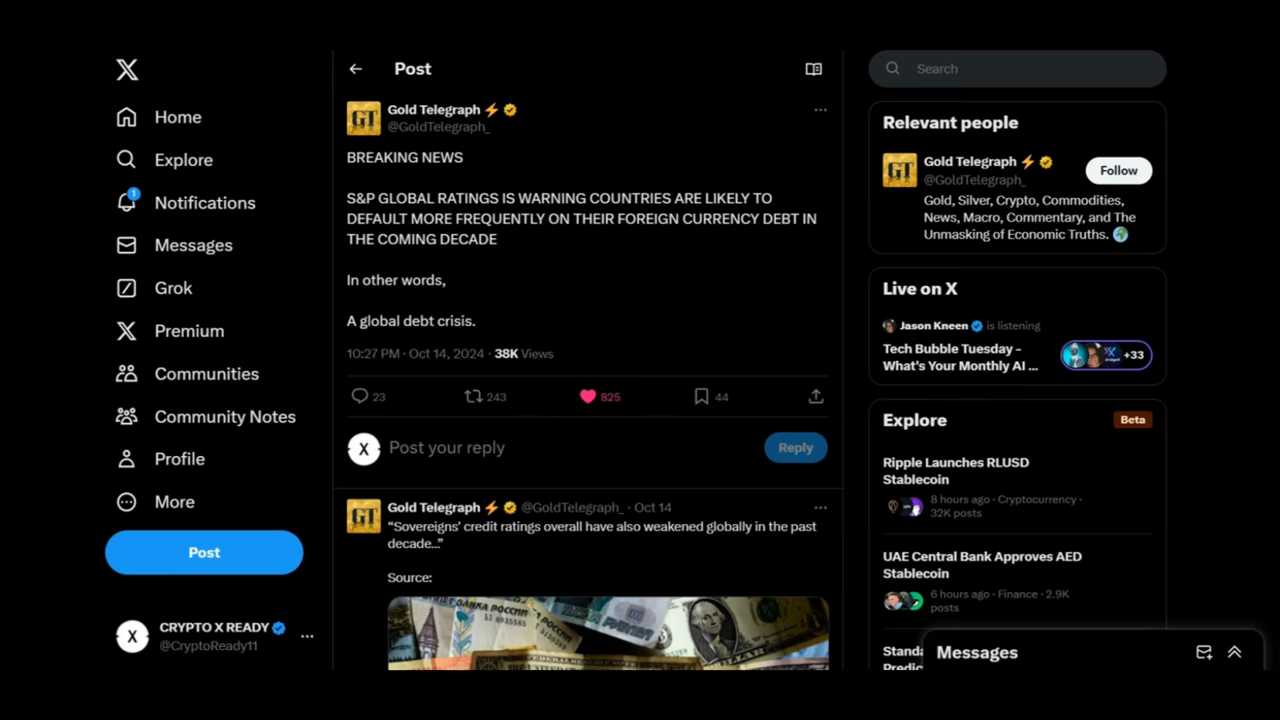 Home
Explore
1
Notifications
Messages
Grok
Premium
Communities
Community Notes
Profile
More
Post
CRYPTO X READY
@CryptoReady11
Post
GT
Gold Telegraph ⚡
@GoldTelegraph_
BREAKING NEWS
S&P GLOBAL RATINGS IS WARNING COUNTRIES ARE LIKELY TO
DEFAULT MORE FREQUENTLY ON THEIR FOREIGN CURRENCY DEBT IN
THE COMING DECADE
In other words,
A global debt crisis.
10:27 PM · Oct 14, 2024 · 38K Views
23 243 825 44
X
Post your reply
Reply
GT
Gold Telegraph ⚡ @GoldTelegraph_ · Oct 14
“Sovereigns' credit ratings overall have also weakened globally in the past
decade...”
Source:
Search
Relevant people
GT
Gold Telegraph ⚡
@GoldTelegraph_
Follow
Gold, Silver, Crypto, Commodities,
News, Macro, Commentary, and The
Unmasking of Economic Truths. 🌍
Live on X
Jason Kneen is listening
Tech Bubble Tuesday -
What's Your Monthly AI ...
+33
Explore
Beta
Ripple Launches RLUSD
Stablecoin
8 hours ago · Cryptocurrency ·
32K posts
UAE Central Bank Approves AED
Stablecoin
6 hours ago · Finance · 2.9K
posts
Messages